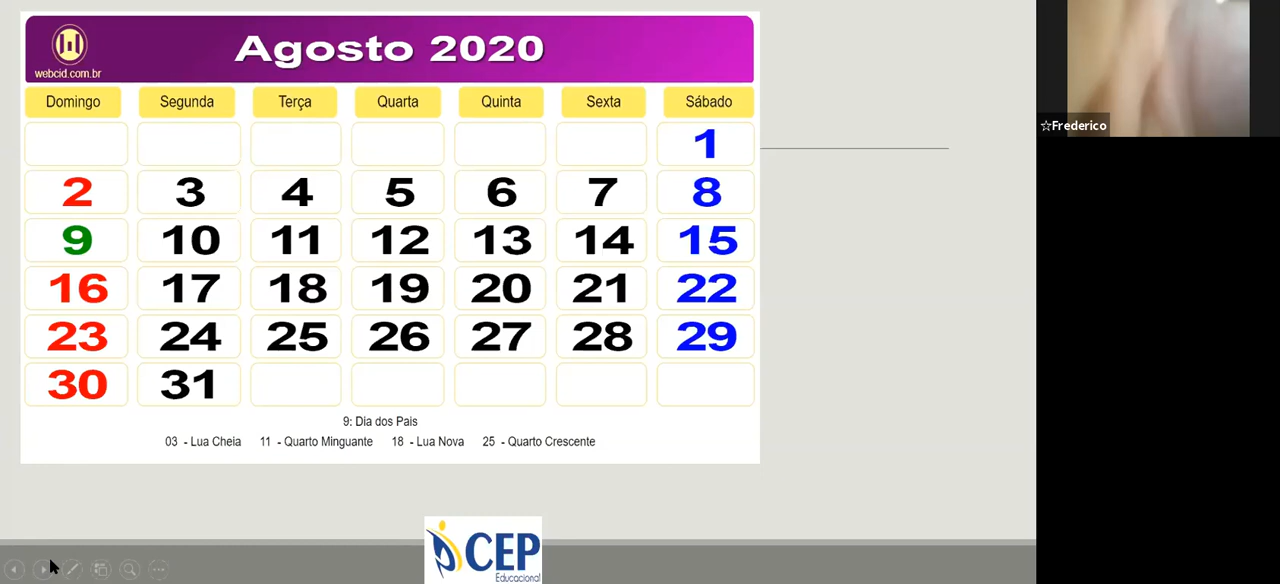 webcid.com.br
Agosto 2020
Domingo Segunda Terça Quarta Quinta Sexta Sábado
1
2 3 4 5 6 7 8
9 10 11 12 13 14 15
16 17 18 19 20 21 22
23 24 25 26 27 28 29
30 31
9: Dia dos Pais
03 - Lua Cheia 11 - Quarto Minguante 18 - Lua Nova 25 - Quarto Crescente
☆Frederico
CEP
Educacional